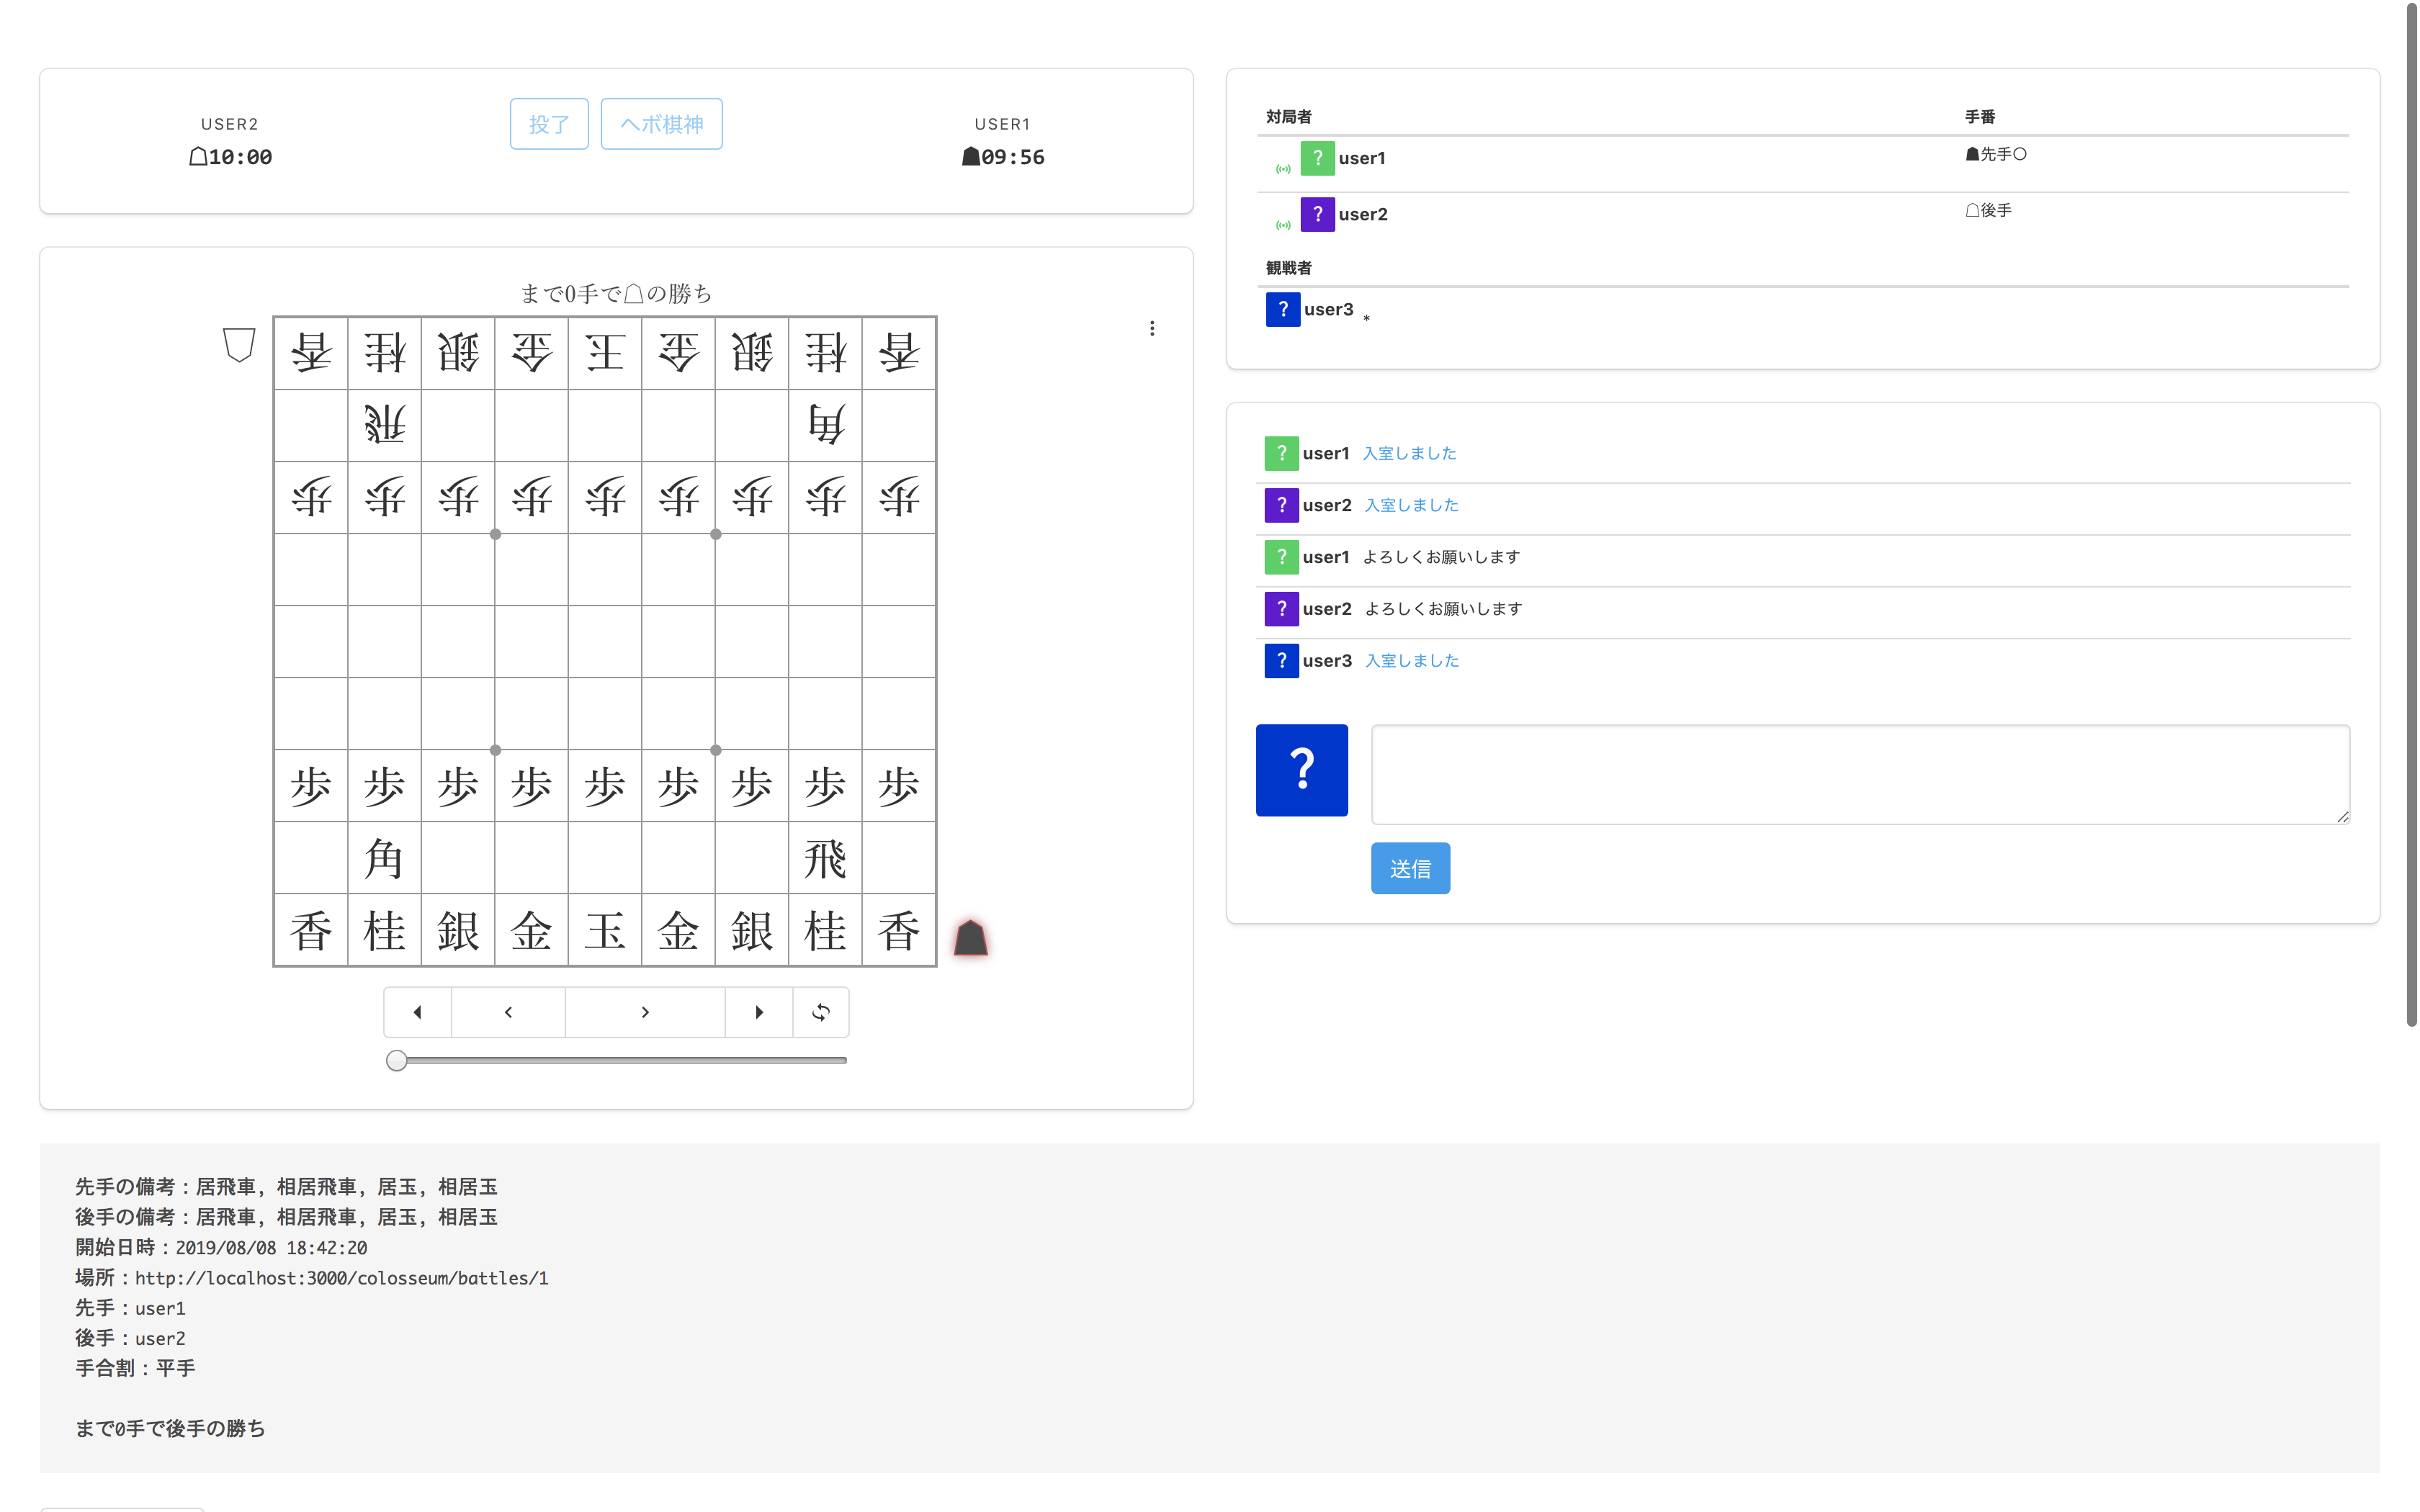 USER2
☖10:00
投了
ヘボ棋神
USER1
☗09:56
まで0手で☖の勝ち
香桂銀金王金銀桂香
飛角
歩歩歩歩歩歩歩歩歩
歩歩歩歩歩歩歩歩歩
角飛
香桂銀金玉金銀桂香
対局者 手番
? user1 ☗先手○
? user2 ☖後手
観戦者
? user3 *
? user1 入室しました
? user2 入室しました
? user1 よろしくお願いします
? user2 よろしくお願いします
? user3 入室しました
?
送信
先手の備考：居飛車, 相居飛車, 居玉, 相居玉
後手の備考：居飛車, 相居飛車, 居玉, 相居玉
開始日時：2019/08/08 18:42:20
場所：http://localhost:3000/colosseum/battles/1
先手：user1
後手：user2
手合割：平手
まで0手で後手の勝ち